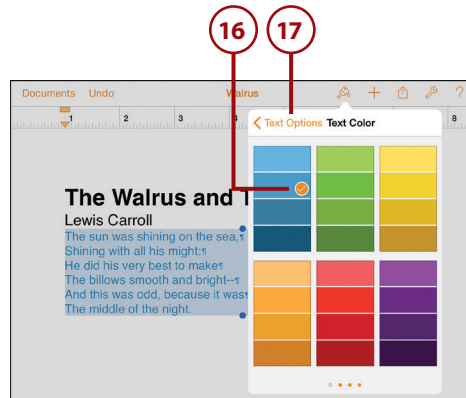 16 17
Documents Undo Walrus ?
1 2 3 4 8
Text Options Text Color
The Walrus and T
Lewis Carroll
The sun was shining on the sea,¶
Shining with all his might:¶
He did his very best to make¶
The billows smooth and bright--¶
And this was odd, because it was¶
The middle of the night.